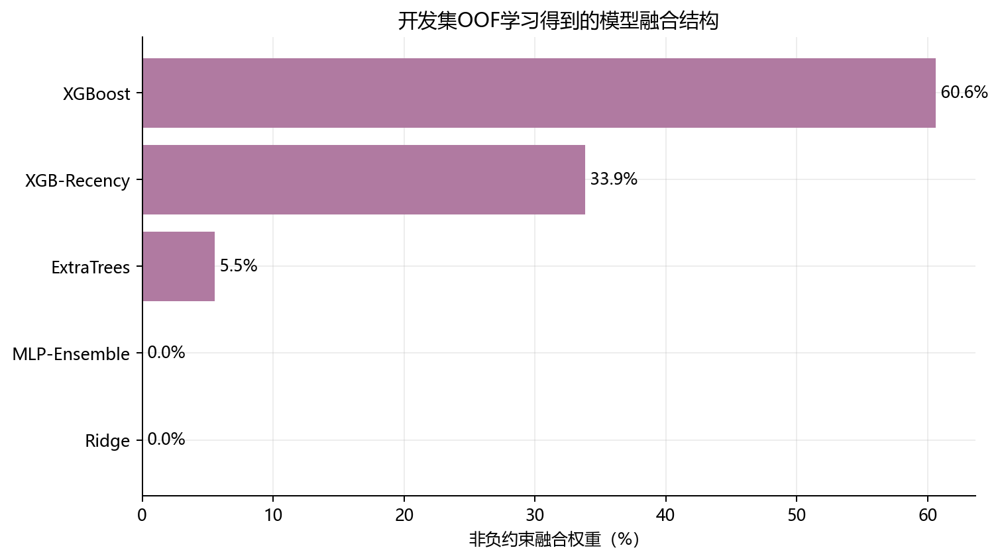 开发集OOF学习得到的模型融合结构
XGBoost
60.6%
XGB-Recency
33.9%
ExtraTrees
5.5%
MLP-Ensemble
0.0%
Ridge
0.0%
0 10 20 30 40 50 60
非负约束融合权重（%）